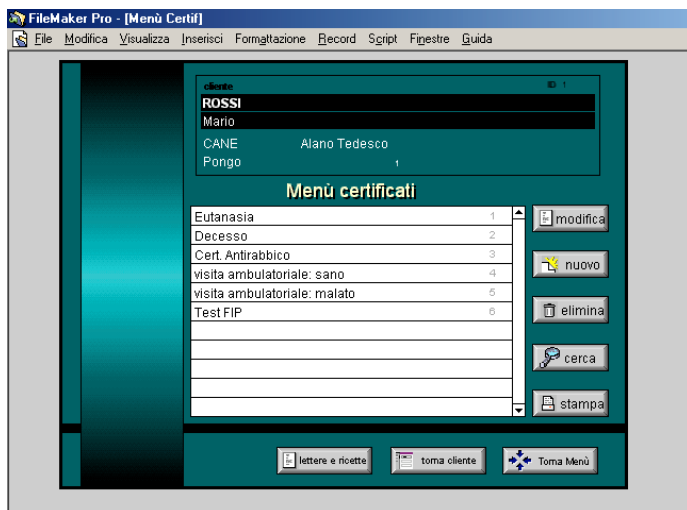 FileMaker Pro - [Menù Certif]
File Modifica Visualizza Inserisci Formattazione Record Script Finestre Guida
cliente ID 1
ROSSI
Mario
CANE Alano Tedesco
Pongo 1
Menù certificati
Eutanasia 1
Decesso 2
Cert. Antirabbico 3
visita ambulatoriale: sano 4
visita ambulatoriale: malato 5
Test FIP 6
modifica
nuovo
elimina
cerca
stampa
lettere e ricette torna cliente Torna Menù